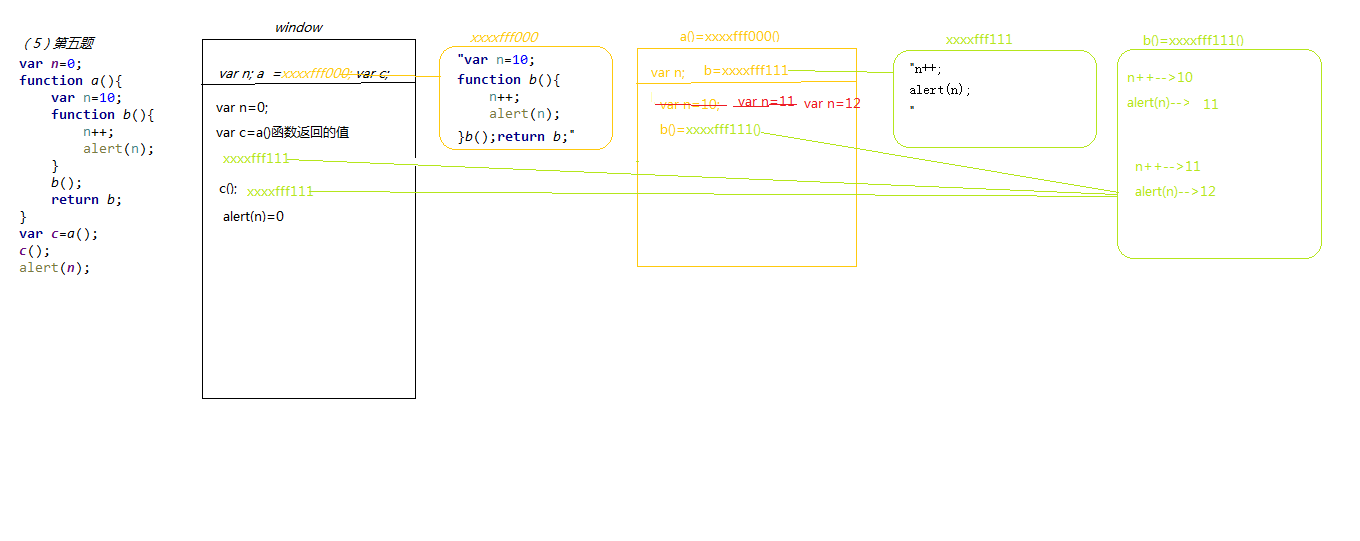 （5）第五题
var n=0;
function a(){
var n=10;
function b(){
n++;
alert(n);
}
b();
return b;
}
var c=a();
c();
alert(n);
window
var n; a =xxxxfff000; var c;
var n=0;
var c=a()函数返回的值
xxxxfff111
c(); xxxxfff111
alert(n)=0
xxxxfff000
"var n=10;
function b(){
n++;
alert(n);
}b();return b;"
a()=xxxxfff000()
var n; b=xxxxfff111
var n=10; var n=11 var n=12
b()=xxxxfff111()
xxxxfff111
"n++;
alert(n);
"
b()=xxxxfff111()
n++-->10
alert(n)--> 11
n++-->11
alert(n)-->12